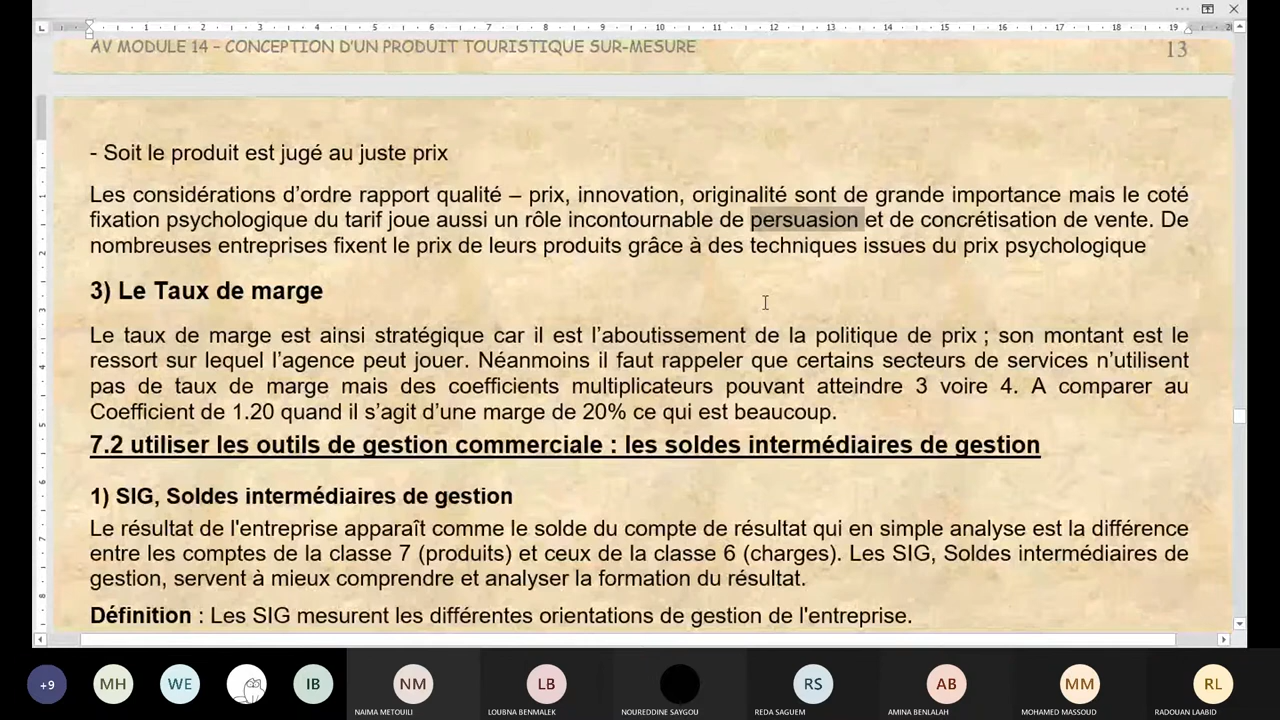 AV MODULE 14 – CONCEPTION D'UN PRODUIT TOURISTIQUE SUR-MESURE
13
- Soit le produit est jugé au juste prix
Les considérations d’ordre rapport qualité – prix, innovation, originalité sont de grande importance mais le coté
fixation psychologique du tarif joue aussi un rôle incontournable de persuasion et de concrétisation de vente. De
nombreuses entreprises fixent le prix de leurs produits grâce à des techniques issues du prix psychologique
3) Le Taux de marge
Le taux de marge est ainsi stratégique car il est l’aboutissement de la politique de prix ; son montant est le
ressort sur lequel l’agence peut jouer. Néanmoins il faut rappeler que certains secteurs de services n’utilisent
pas de taux de marge mais des coefficients multiplicateurs pouvant atteindre 3 voire 4. A comparer au
Coefficient de 1.20 quand il s’agit d’une marge de 20% ce qui est beaucoup.
7.2 utiliser les outils de gestion commerciale : les soldes intermédiaires de gestion
1) SIG, Soldes intermédiaires de gestion
Le résultat de l'entreprise apparaît comme le solde du compte de résultat qui en simple analyse est la différence
entre les comptes de la classe 7 (produits) et ceux de la classe 6 (charges). Les SIG, Soldes intermédiaires de
gestion, servent à mieux comprendre et analyser la formation du résultat.
Définition : Les SIG mesurent les différentes orientations de gestion de l'entreprise.
+9 MH WE IB NM LB RS AB MM RL
NAIMA METOUILI LOUBNA BENMALEK NOUREDDINE SAYGOU REDA SAGUEM AMINA BENLALAH MOHAMED MASSOUD RADOUAN LAABID